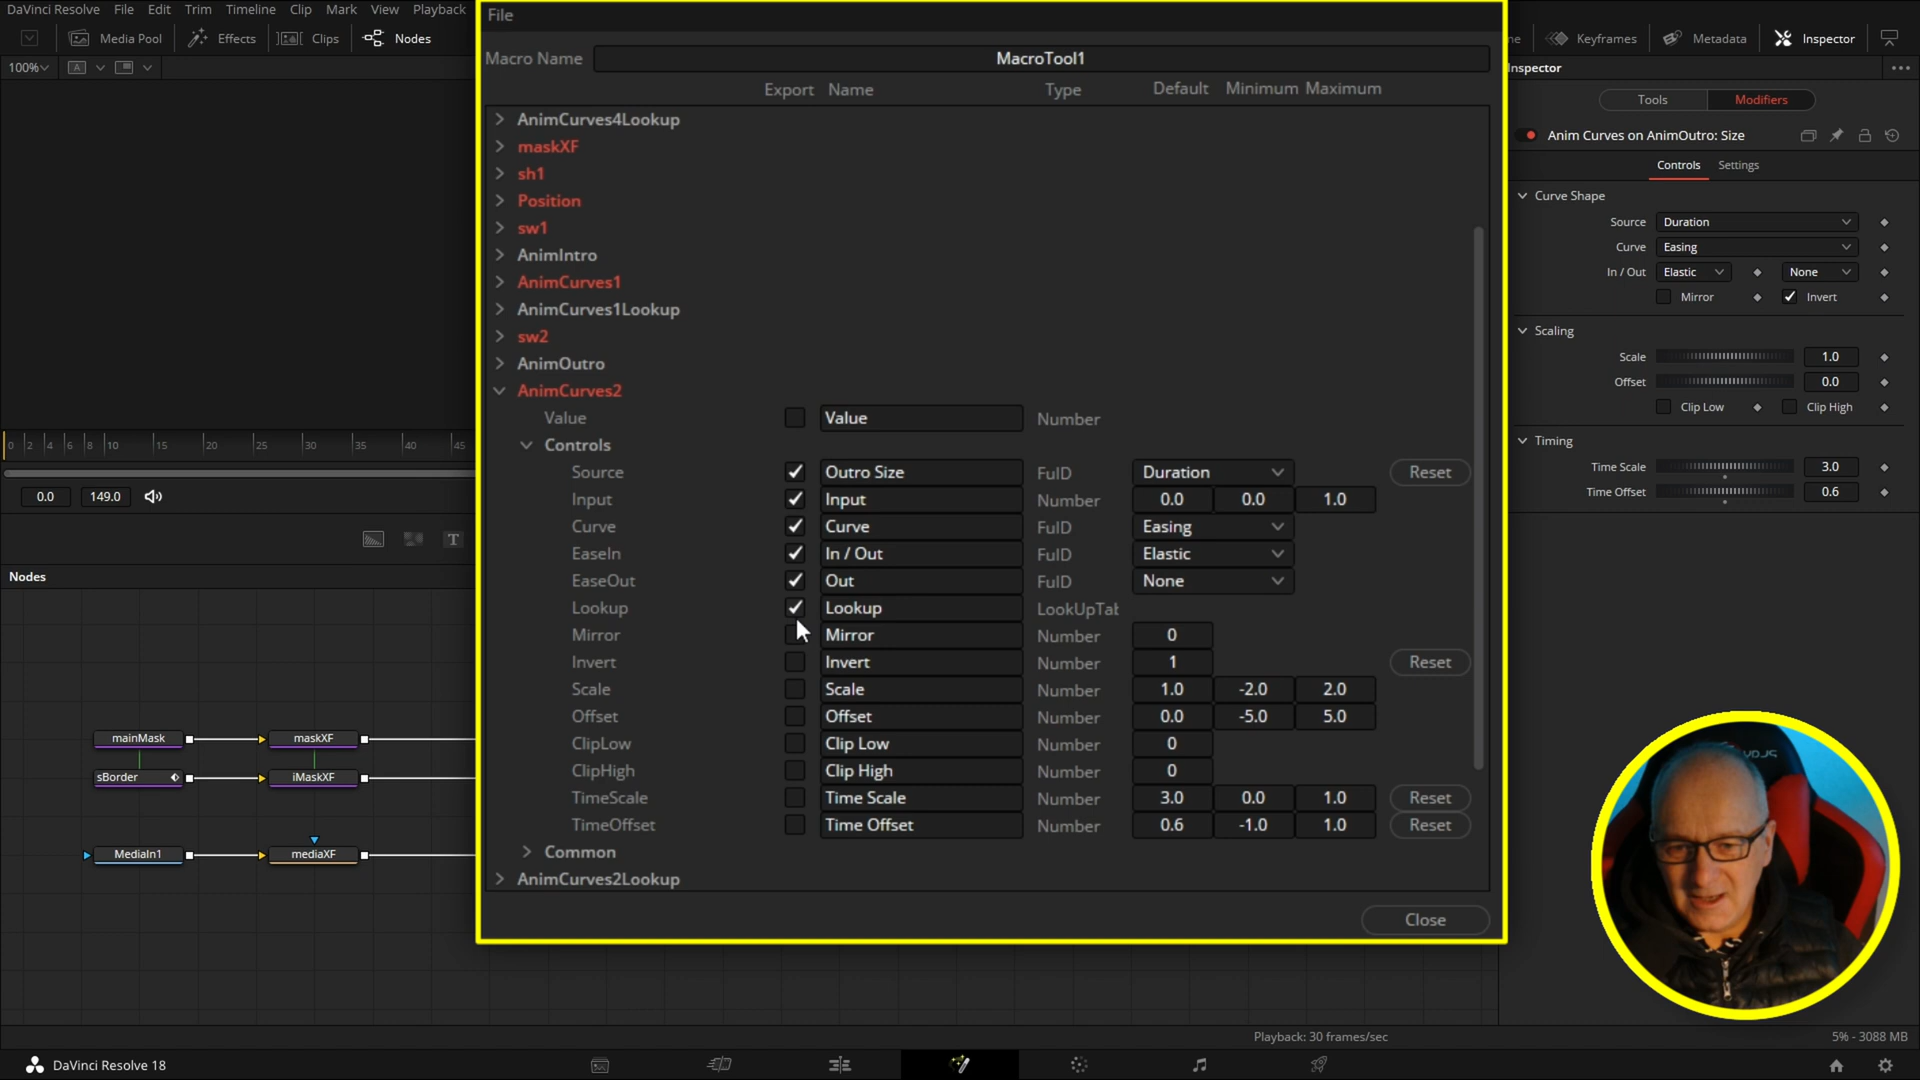 DaVinci Resolve File Edit Trim Timeline Clip Mark View Playback
File
Media Pool Effects Clips Nodes
Keyframes Metadata Inspector
Macro Name MacroTool1
100% A
Inspector
Export Name Type Default Minimum Maximum
Tools Modifiers
AnimCurves4Lookup
Anim Curves on AnimOutro: Size
maskXF
Controls Settings
sh1
Curve Shape
Position
Source Duration
sw1
Curve Easing
AnimIntro
In / Out Elastic None
AnimCurves1
Mirror Invert
AnimCurves1Lookup
Scaling
sw2
Scale 1.0
AnimOutro
Offset 0.0
AnimCurves2
Clip Low Clip High
Value Value Number
Timing
Controls
0 2 4 6 8 10 15 20 25 30 35 40 45
Time Scale 3.0
Source Outro Size FuID Duration Reset
Time Offset 0.6
0.0 149.0
Input Input Number 0.0 0.0 1.0
Curve Curve FuID Easing
T
EaseIn In / Out FuID Elastic
Nodes
EaseOut Out FuID None
Lookup Lookup LookUpTab
Mirror Mirror Number 0
Invert Invert Number 1 Reset
Scale Scale Number 1.0 -2.0 2.0
Offset Offset Number 0.0 -5.0 5.0
mainMask maskXF
ClipLow Clip Low Number 0
sBorder iMaskXF
ClipHigh Clip High Number 0
TimeScale Time Scale Number 3.0 0.0 1.0 Reset
TimeOffset Time Offset Number 0.6 -1.0 1.0 Reset
MediaIn1 mediaXF
Common
AnimCurves2Lookup
Close
Playback: 30 frames/sec
5% - 3088 MB
DaVinci Resolve 18